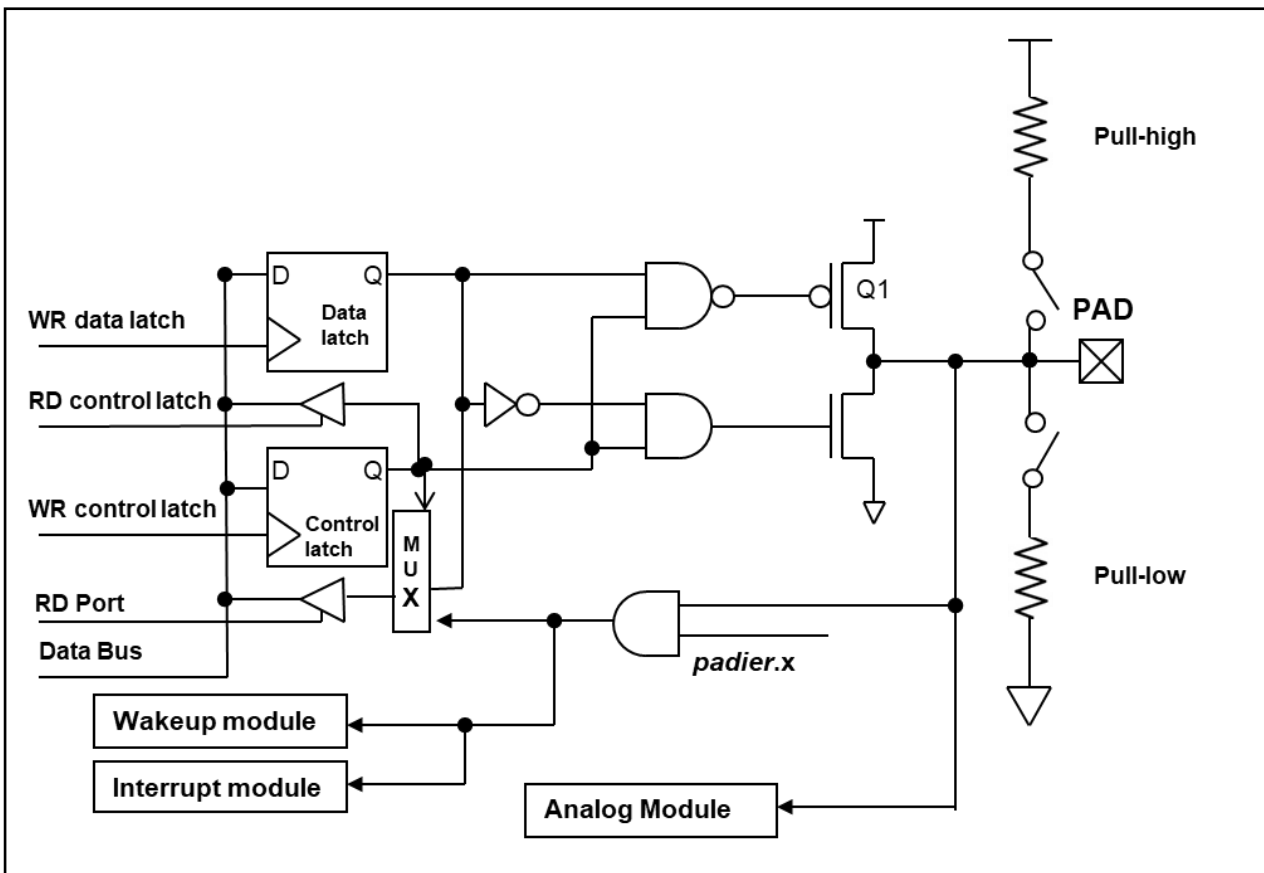 Pull-high
D
Q
Data
latch
Q1
PAD
WR data latch
RD control latch
D
Q
Control
latch
WR control latch
M
U
X
Pull-low
RD Port
Data Bus
padier.x
Wakeup module
Interrupt module
Analog Module